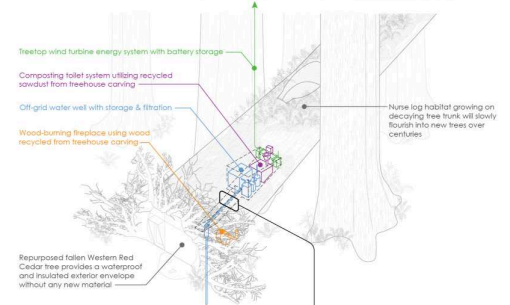 Treetop wind turbine energy system with battery storage
Composting toilet system utilizing recycled
sawdust from treehouse carving
Off-grid water well with storage & filtration
Wood-burning fireplace using wood
recycled from treehouse carving
Nurse log habitat growing on
decaying tree trunk will slowly
flourish into new trees over
centuries
Repurposed fallen Western Red
Cedar tree provides a waterproof
and insulated exterior envelope
without any new material